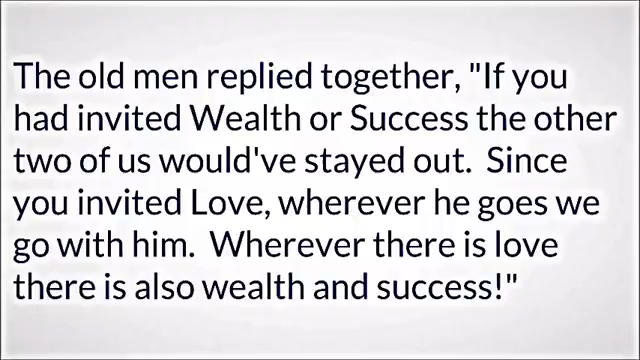 The old men replied together, "If you
had invited Wealth or Success the other
two of us would've stayed out.  Since
you invited Love, wherever he goes we
go with him.  Wherever there is love
there is also wealth and success!"